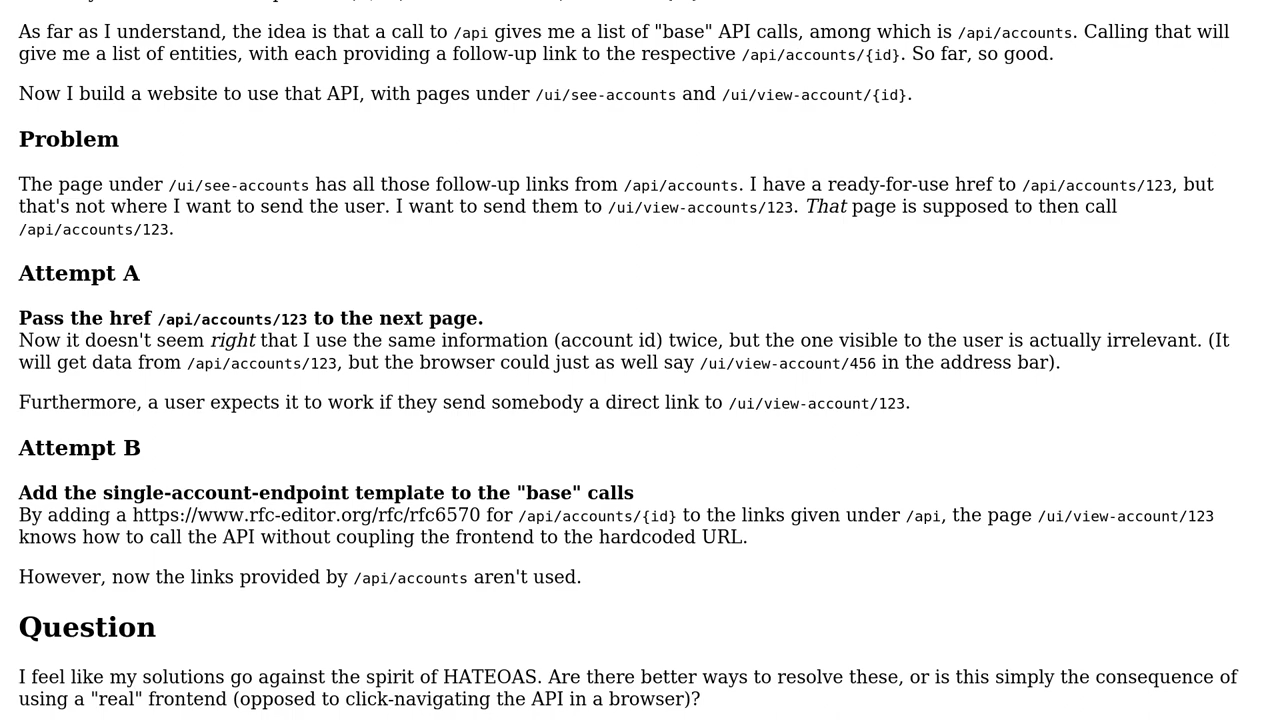 As far as I understand, the idea is that a call to /api gives me a list of "base" API calls, among which is /api/accounts. Calling that will
give me a list of entities, with each providing a follow-up link to the respective /api/accounts/{id}. So far, so good.
Now I build a website to use that API, with pages under /ui/see-accounts and /ui/view-account/{id}.
Problem
The page under /ui/see-accounts has all those follow-up links from /api/accounts. I have a ready-for-use href to /api/accounts/123, but
that's not where I want to send the user. I want to send them to /ui/view-accounts/123. That page is supposed to then call
/api/accounts/123.
Attempt A
Pass the href /api/accounts/123 to the next page.
Now it doesn't seem right that I use the same information (account id) twice, but the one visible to the user is actually irrelevant. (It
will get data from /api/accounts/123, but the browser could just as well say /ui/view-account/456 in the address bar).
Furthermore, a user expects it to work if they send somebody a direct link to /ui/view-account/123.
Attempt B
Add the single-account-endpoint template to the "base" calls
By adding a https://www.rfc-editor.org/rfc/rfc6570 for /api/accounts/{id} to the links given under /api, the page /ui/view-account/123
knows how to call the API without coupling the frontend to the hardcoded URL.
However, now the links provided by /api/accounts aren't used.
Question
I feel like my solutions go against the spirit of HATEOAS. Are there better ways to resolve these, or is this simply the consequence of
using a "real" frontend (opposed to click-navigating the API in a browser)?